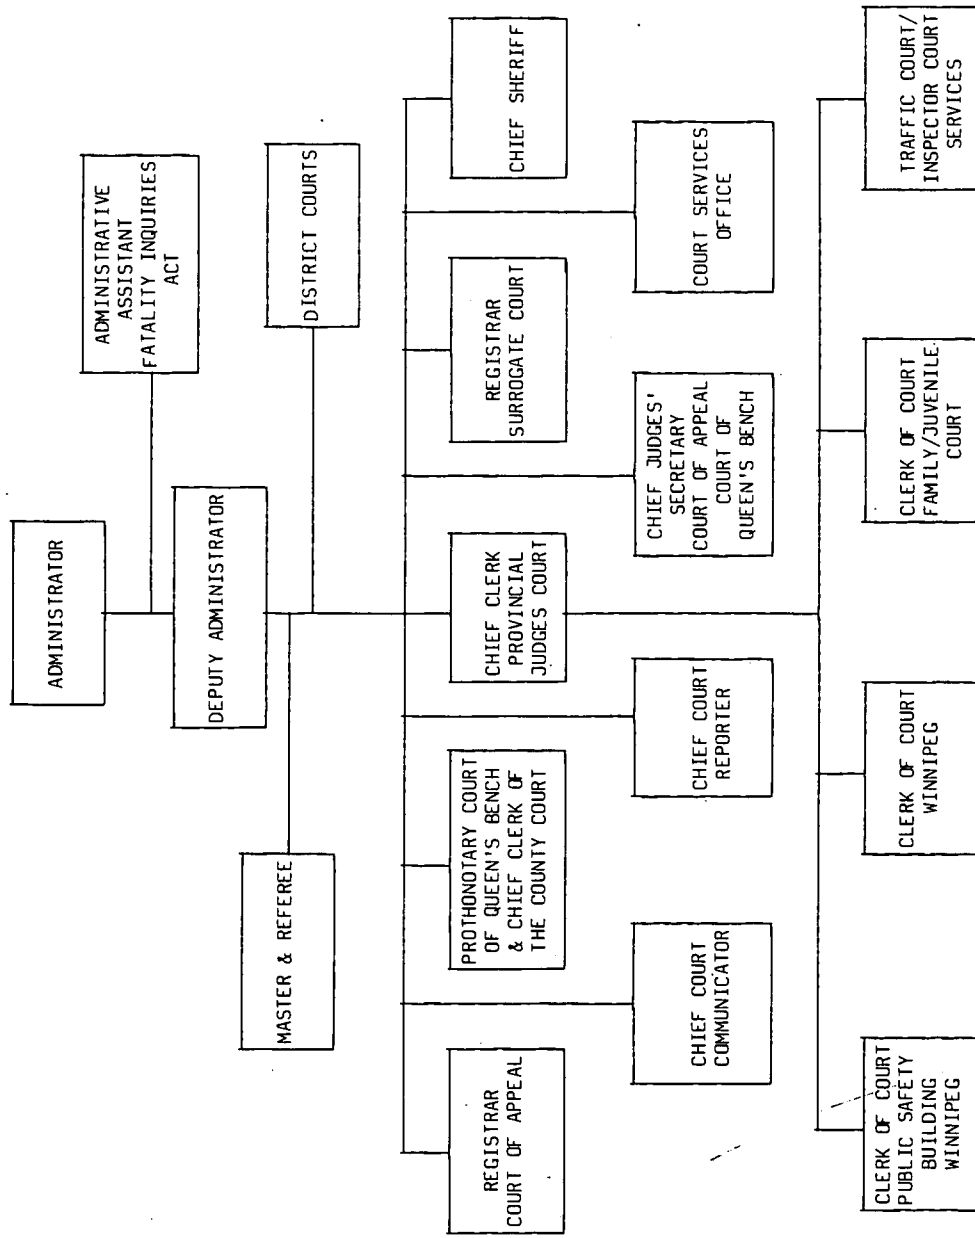 ADMINISTRATOR
ADMINISTRATIVE
ASSISTANT
FATALITY INQUIRIES
ACT
DEPUTY ADMINISTRATOR
MASTER & REFEREE
DISTRICT COURTS
REGISTRAR
COURT OF APPEAL
PROTHONOTARY COURT
OF QUEEN'S BENCH
& CHIEF CLERK OF
THE COUNTY COURT
CHIEF CLERK
PROVINCIAL
JUDGES COURT
REGISTRAR
SURROGATE COURT
CHIEF SHERIFF
CHIEF COURT
COMMUNICATOR
CHIEF COURT
REPORTER
CHIEF JUDGES'
SECRETARY
COURT OF APPEAL
COURT OF
QUEEN'S BENCH
COURT SERVICES
OFFICE
CLERK OF COURT
PUBLIC SAFETY
BUILDING
WINNIPEG
CLERK OF COURT
WINNIPEG
CLERK OF COURT
FAMILY/JUVENILE
COURT
TRAFFIC COURT/
INSPECTOR COURT
SERVICES